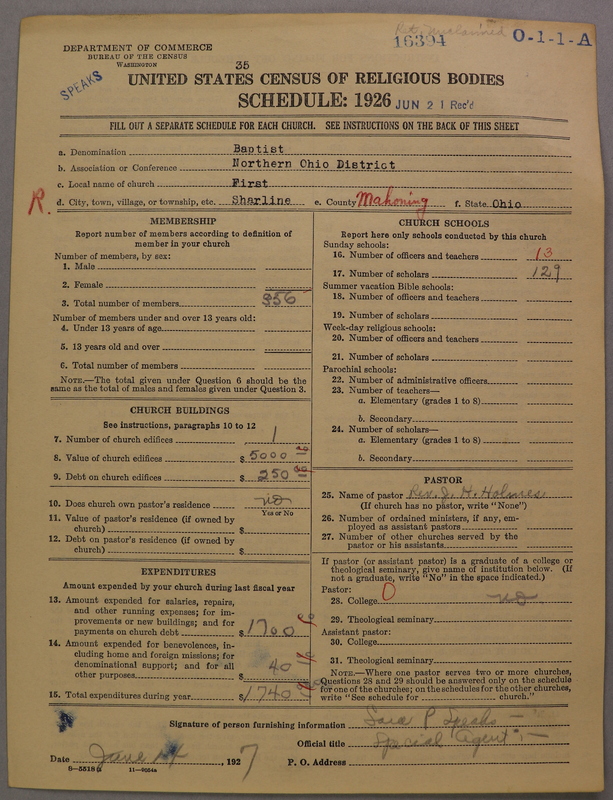 16394
O-1-1-A
DEPARTMENT OF COMMERCE
BUREAU OF THE CENSUS
WASHINGTON
35
SPEAKS
UNITED STATES CENSUS OF RELIGIOUS BODIES
SCHEDULE: 1926 JUN 21 Rec'd
FILL OUT A SEPARATE SCHEDULE FOR EACH CHURCH. SEE INSTRUCTIONS ON THE BACK OF THIS SHEET
a. Denomination Baptist
b. Association or Conference Northern Ohio District
c. Local name of church First
R. d. City, town, village, or township, etc. Sharline e. County Mahoning f. State Ohio
MEMBERSHIP
Report number of members according to definition of
member in your church
Number of members, by sex:
1. Male
2. Female
3. Total number of members 356
Number of members under and over 13 years old:
4. Under 13 years of age
5. 13 years old and over
6. Total number of members
NOTE.—The total given under Question 6 should be the
same as the total of males and females given under Question 3.
CHURCH BUILDINGS
See instructions, paragraphs 10 to 12
7. Number of church edifices 1
8. Value of church edifices $5000
9. Debt on church edifices $250
10. Does church own pastor's residence no
Yes or No
11. Value of pastor's residence (if owned by
church) $
12. Debt on pastor's residence (if owned by
church) $
EXPENDITURES
Amount expended by your church during last fiscal year
13. Amount expended for salaries, repairs,
and other running expenses; for im-
provements or new buildings; and for
payments on church debt $1700
14. Amount expended for benevolences, in-
cluding home and foreign missions; for
denominational support; and for all
other purposes $40
15. Total expenditures during year $1740
CHURCH SCHOOLS
Report here only schools conducted by this church
Sunday schools:
16. Number of officers and teachers 13
17. Number of scholars 129
Summer vacation Bible schools:
18. Number of officers and teachers
19. Number of scholars
Week-day religious schools:
20. Number of officers and teachers
21. Number of scholars
Parochial schools:
22. Number of administrative officers
23. Number of teachers—
a. Elementary (grades 1 to 8)
b. Secondary
24. Number of scholars—
a. Elementary (grades 1 to 8)
b. Secondary
PASTOR
25. Name of pastor Rev. J. H. Holmes
(If church has no pastor, write "None")
26. Number of ordained ministers, if any, em-
ployed as assistant pastors
27. Number of other churches served by the
pastor or his assistants
If pastor (or assistant pastor) is a graduate of a college or
theological seminary, give name of institution below. (If
not a graduate, write "No" in the space indicated.)
Pastor:
28. College 0 no
29. Theological seminary
Assistant pastor:
30. College
31. Theological seminary
NOTE.—Where one pastor serves two or more churches,
Questions 28 and 29 should be answered only on the schedule
for one of the churches; on the schedules for the other churches,
write "See schedule for church."
Signature of person furnishing information Sara P Speaks
Official title Special Agent
Date June 14, 1927 P. O. Address
8-5518a 11-9054a